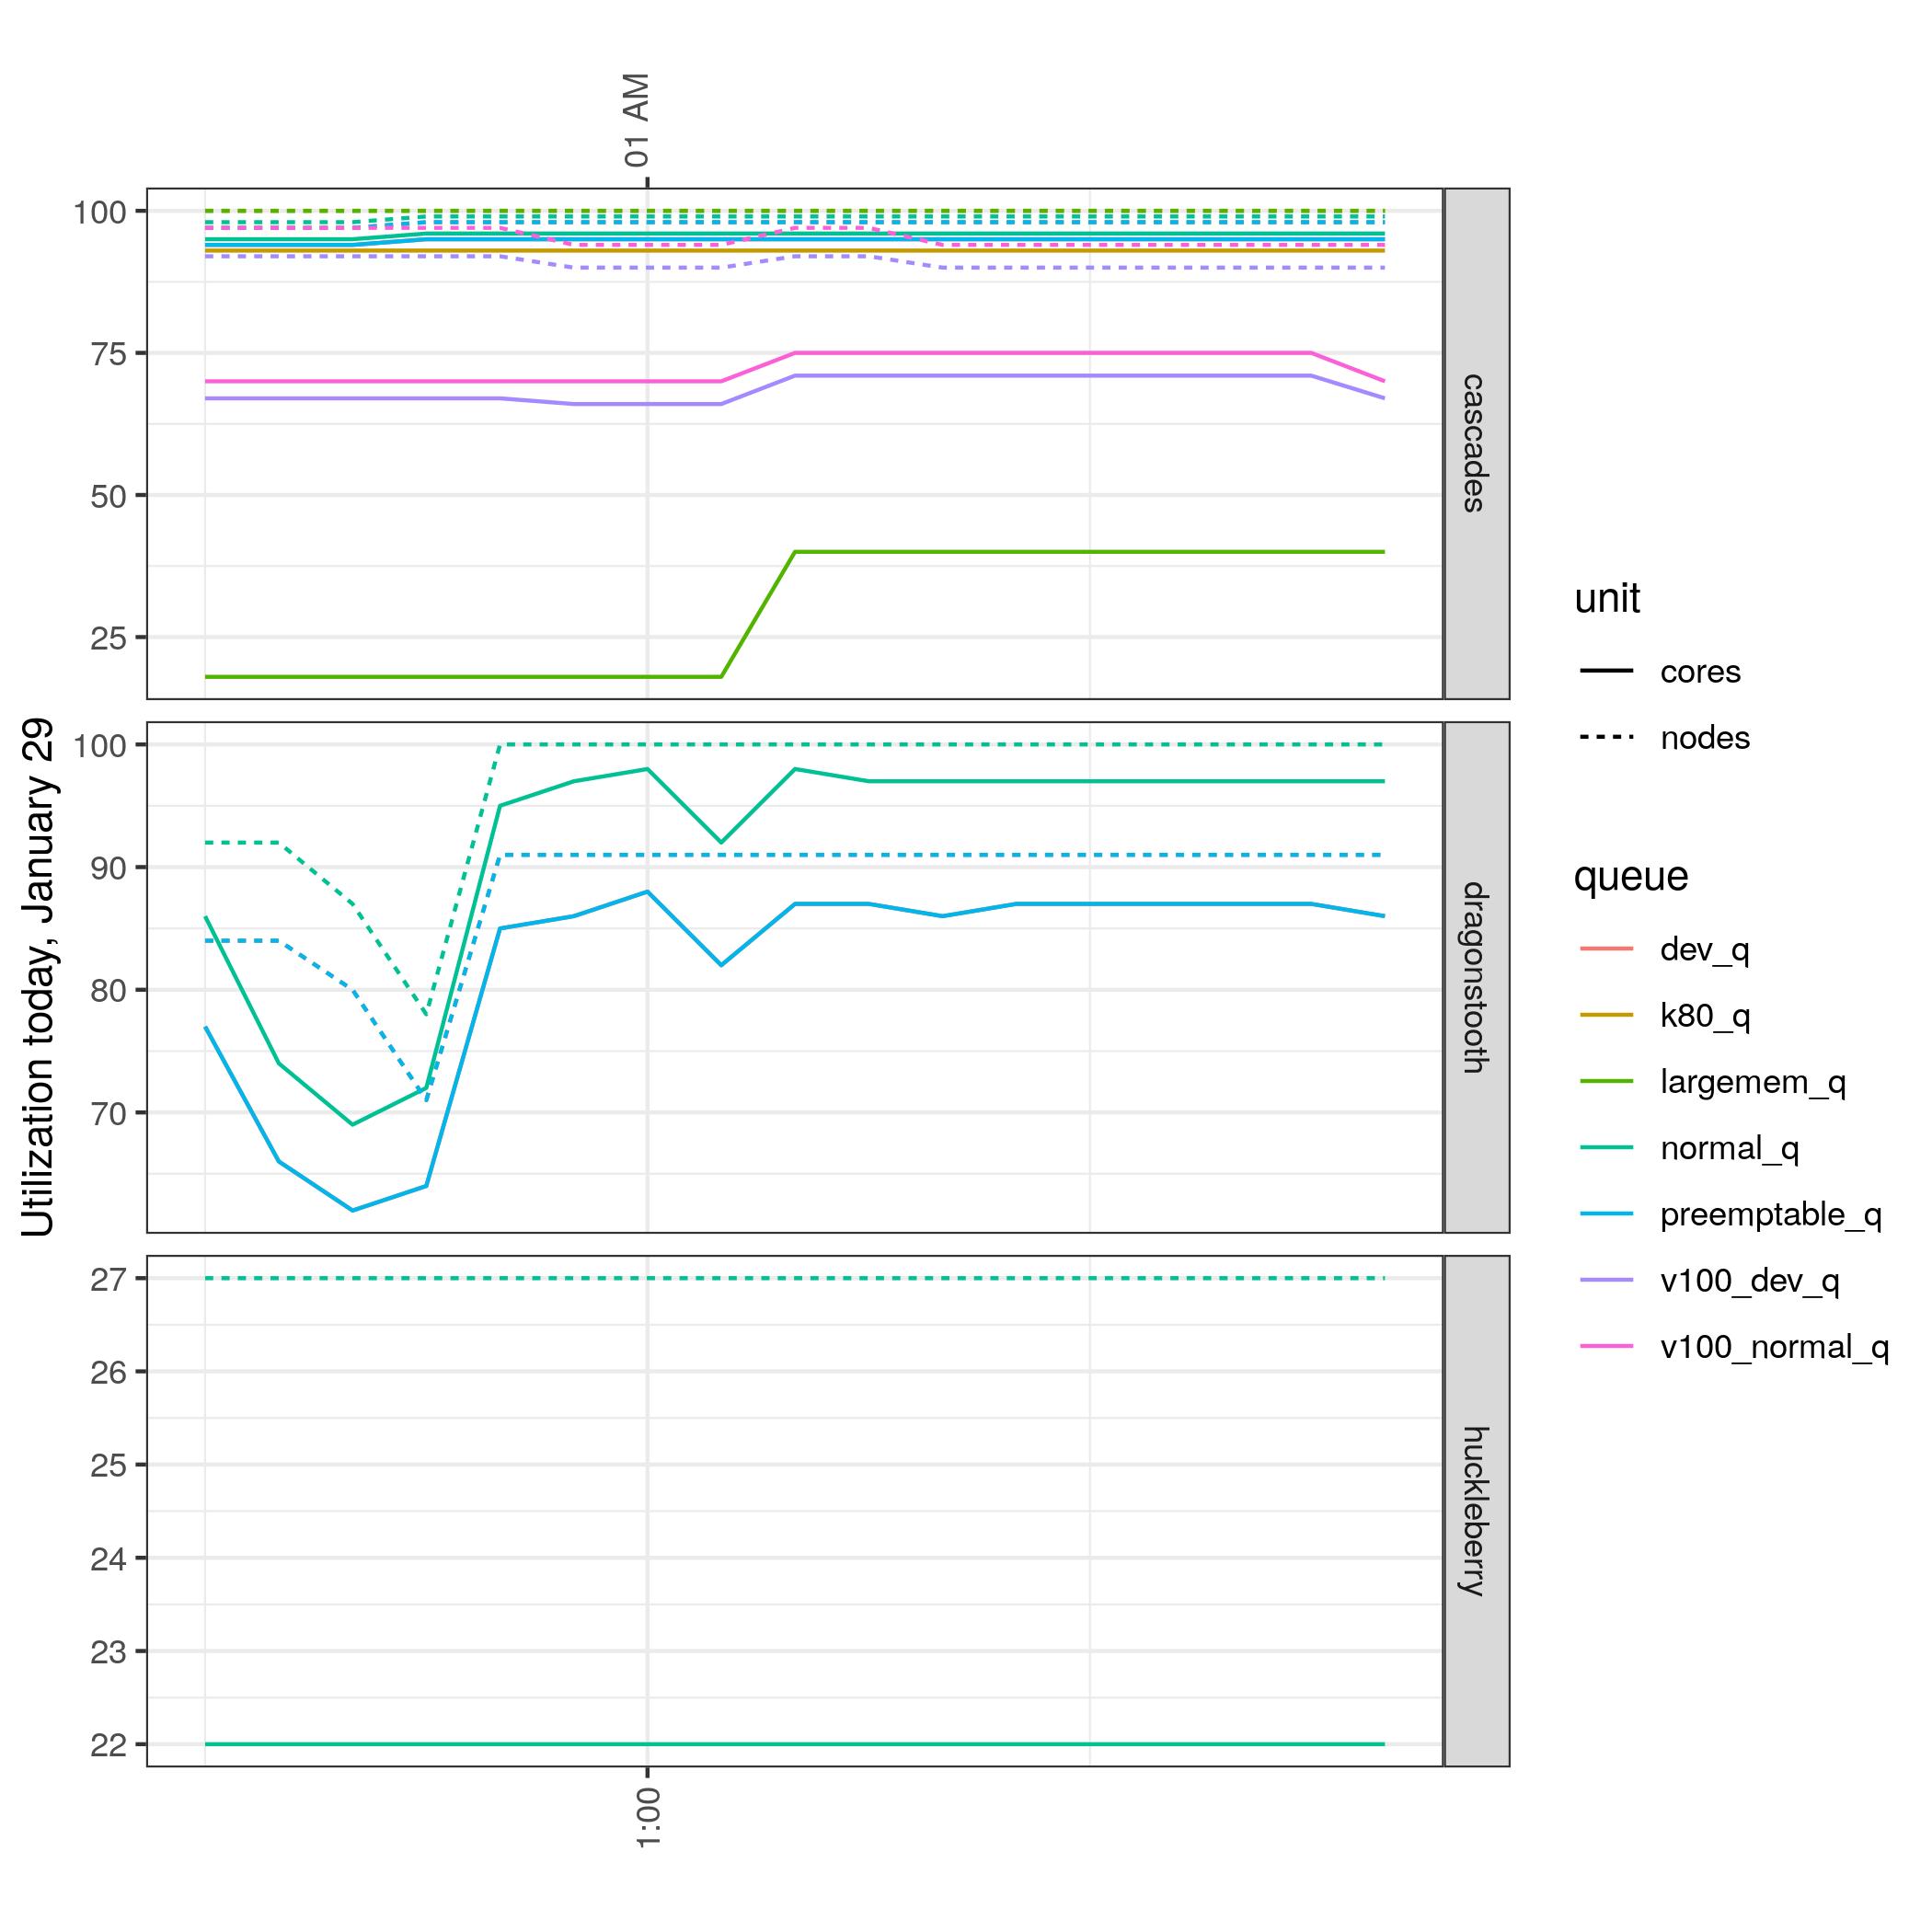 01 AM
100
75
50
25
cascades
Utilization today, January 29
100
90
80
70
dragonstooth
27
26
25
24
23
22
huckleberry
1:00
unit
cores
nodes
queue
dev_q
k80_q
largemem_q
normal_q
preemptable_q
v100_dev_q
v100_normal_q